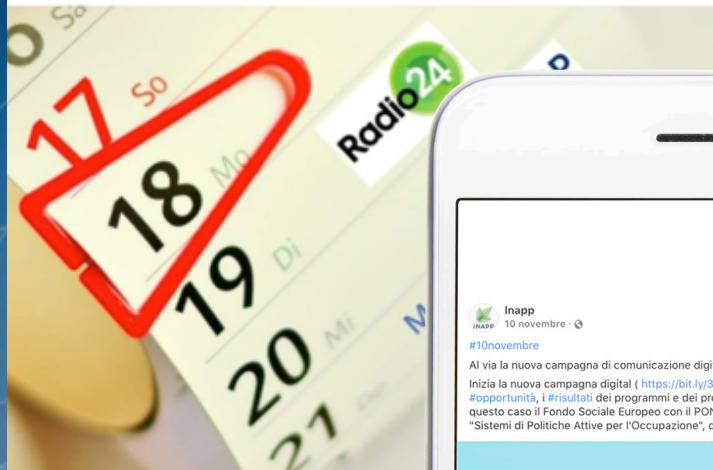 Sa
17 So
18 Mo
19 Di
20 Mi
21
Radio24
Inapp
INAPP
10 novembre ·
#10novembre
Al via la nuova campagna di comunicazione digi
Inizia la nuova campagna digital ( https://bit.ly/3
#opportunità, i #risultati dei programmi e dei pr
questo caso il Fondo Sociale Europeo con il PON
"Sistemi di Politiche Attive per l'Occupazione", c